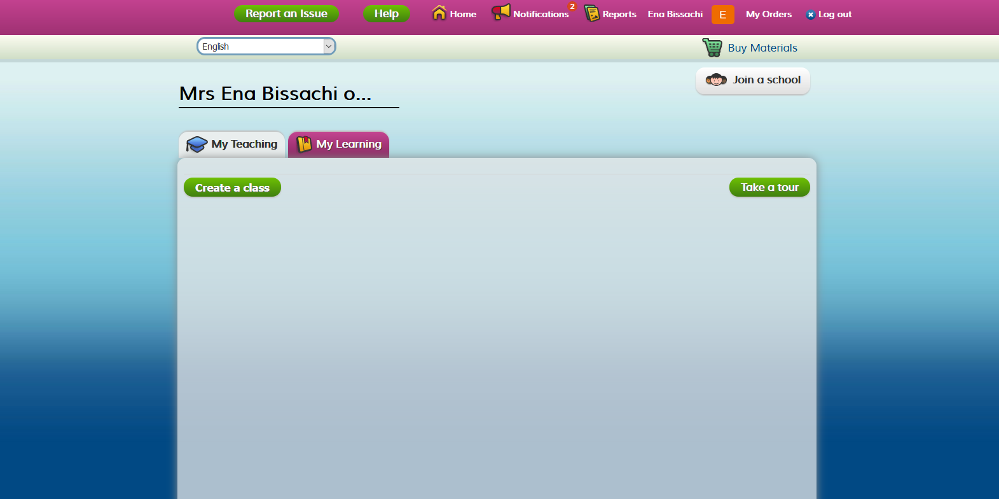 Report an Issue Help Home Notifications 2 Reports Ena Bissachi E My Orders Log out
English Buy Materials
Join a school
Mrs Ena Bissachi o...
My Teaching My Learning
Create a class Take a tour